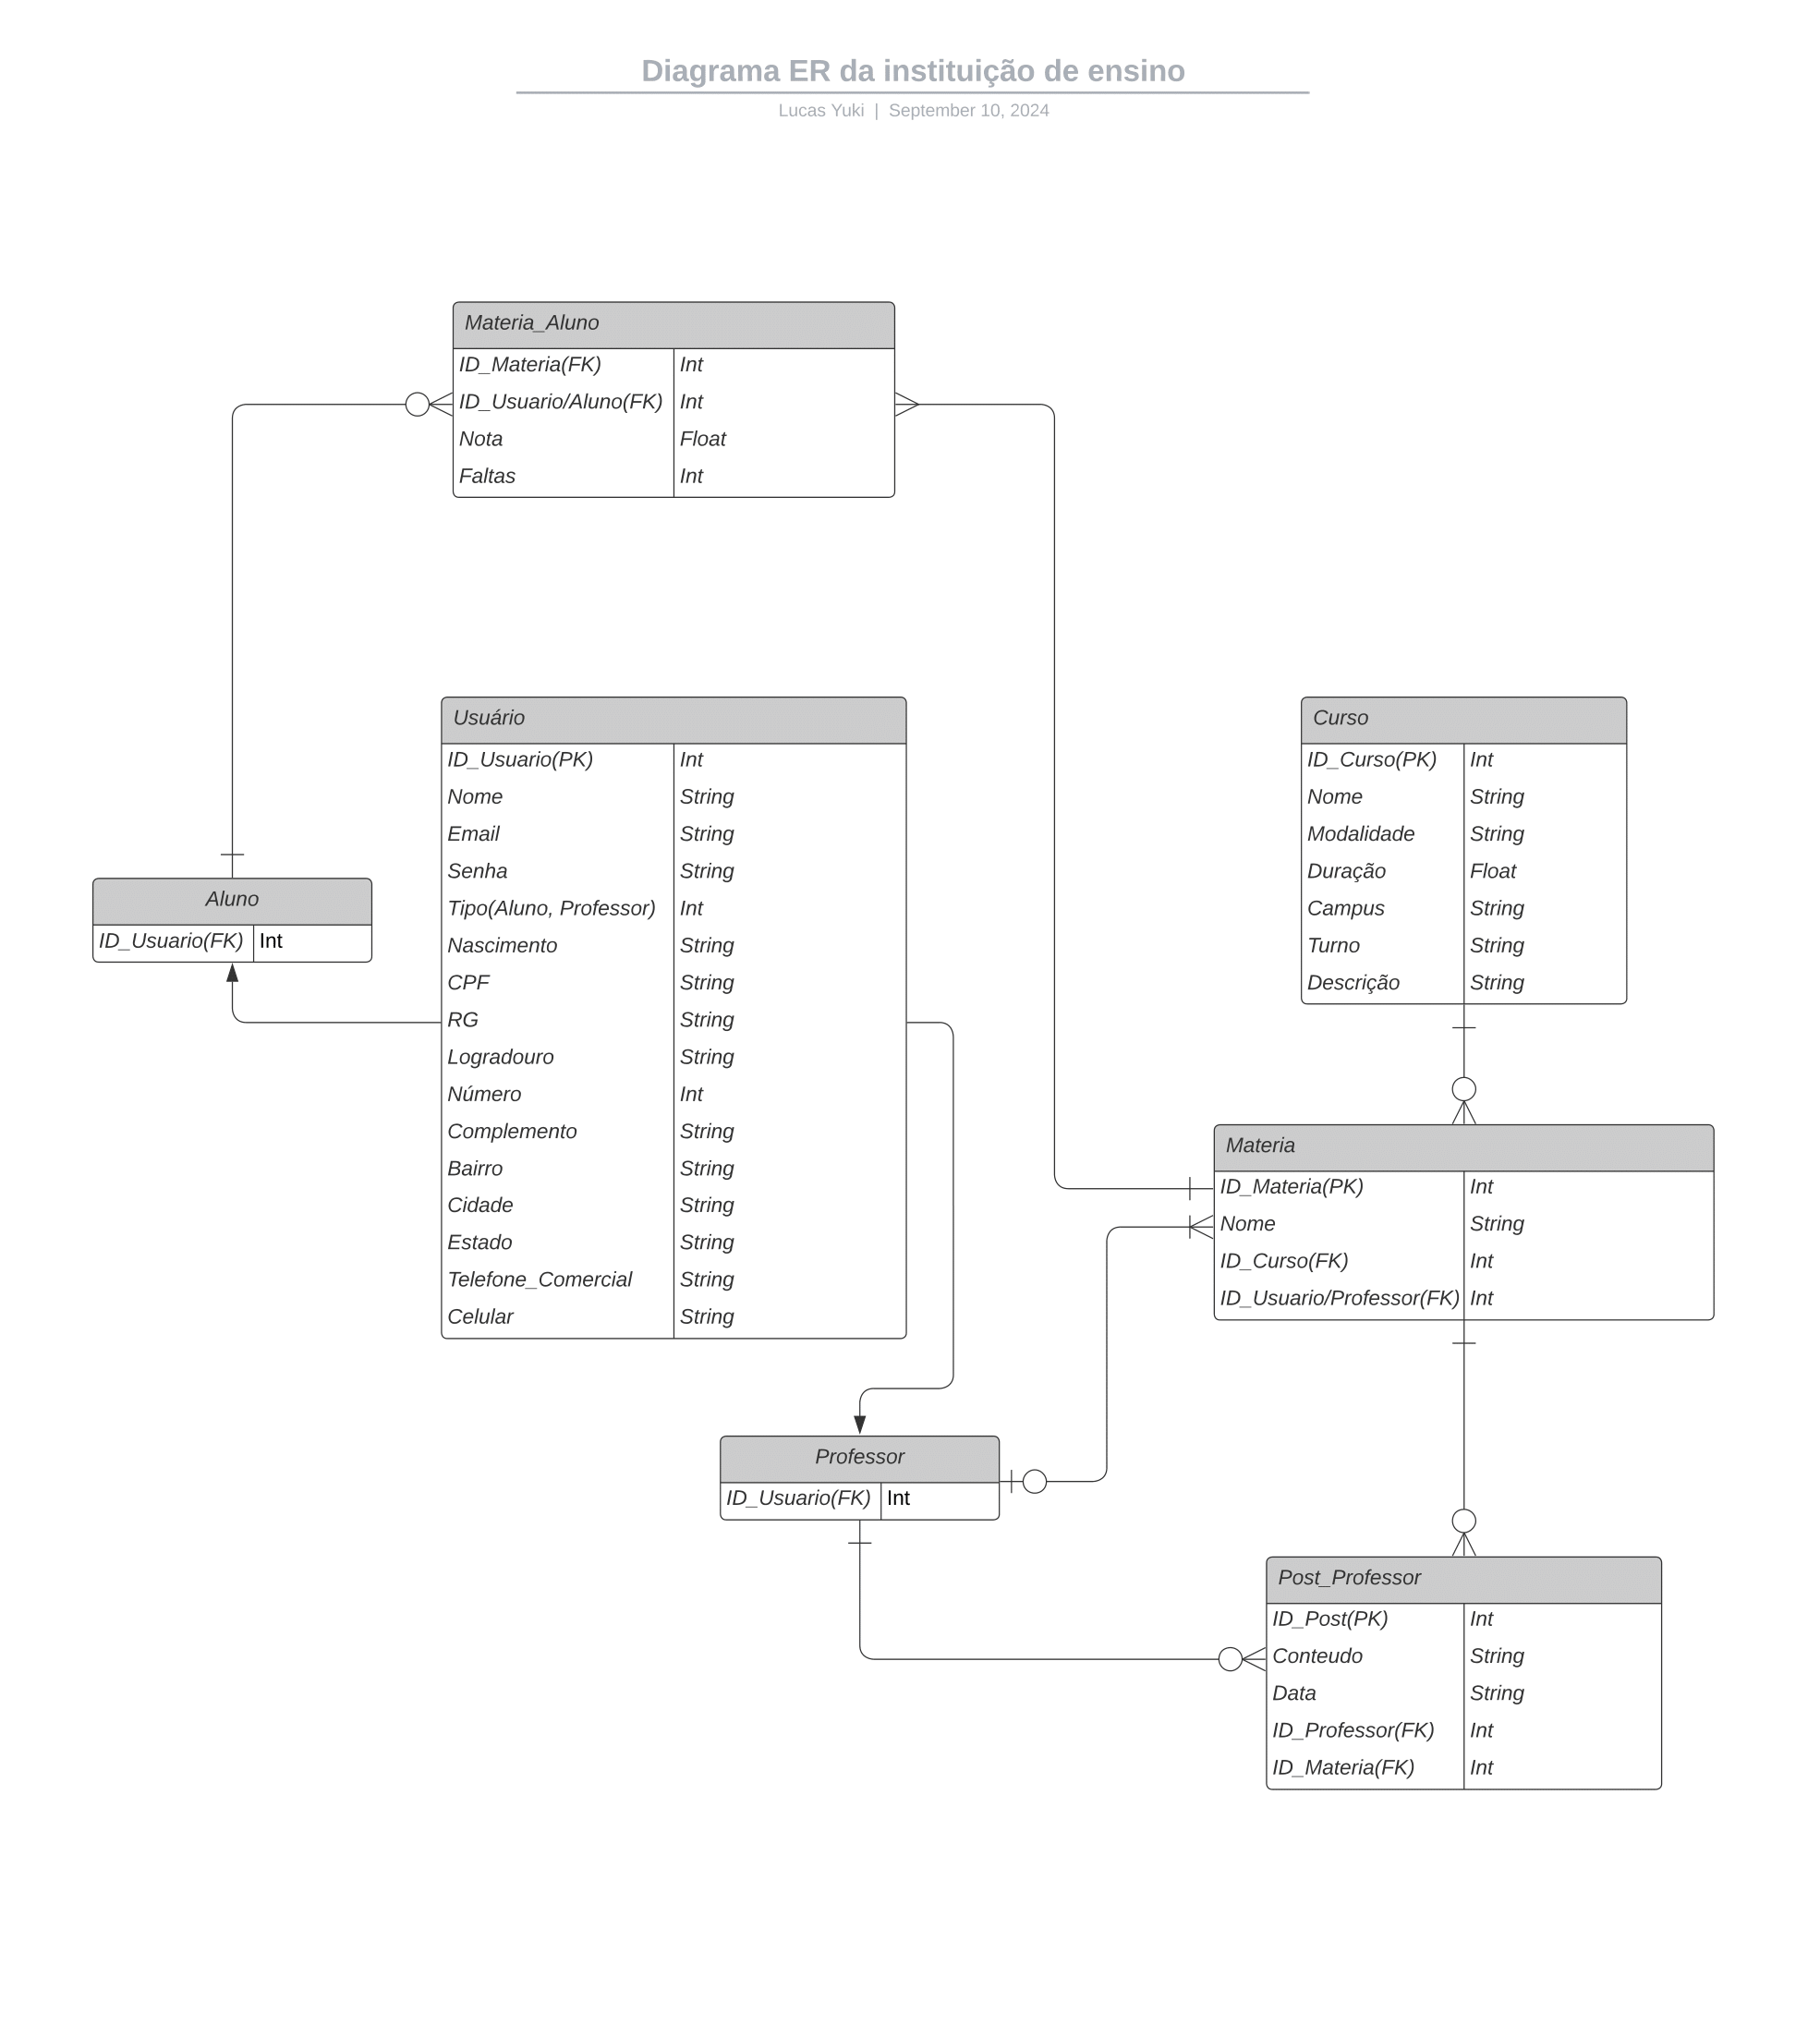 Diagrama ER da instituição de ensino
Lucas Yuki | September 10, 2024
Materia_Aluno
ID_Materia(FK) Int
ID_Usuario/Aluno(FK) Int
Nota Float
Faltas Int
Usuário
ID_Usuario(PK) Int
Nome String
Email String
Senha String
Tipo(Aluno, Professor) Int
Nascimento String
CPF String
RG String
Logradouro String
Número Int
Complemento String
Bairro String
Cidade String
Estado String
Telefone_Comercial String
Celular String
Curso
ID_Curso(PK) Int
Nome String
Modalidade String
Duração Float
Campus String
Turno String
Descrição String
Aluno
ID_Usuario(FK) Int
Materia
ID_Materia(PK) Int
Nome String
ID_Curso(FK) Int
ID_Usuario/Professor(FK) Int
Professor
ID_Usuario(FK) Int
Post_Professor
ID_Post(PK) Int
Conteudo String
Data String
ID_Professor(FK) Int
ID_Materia(FK) Int